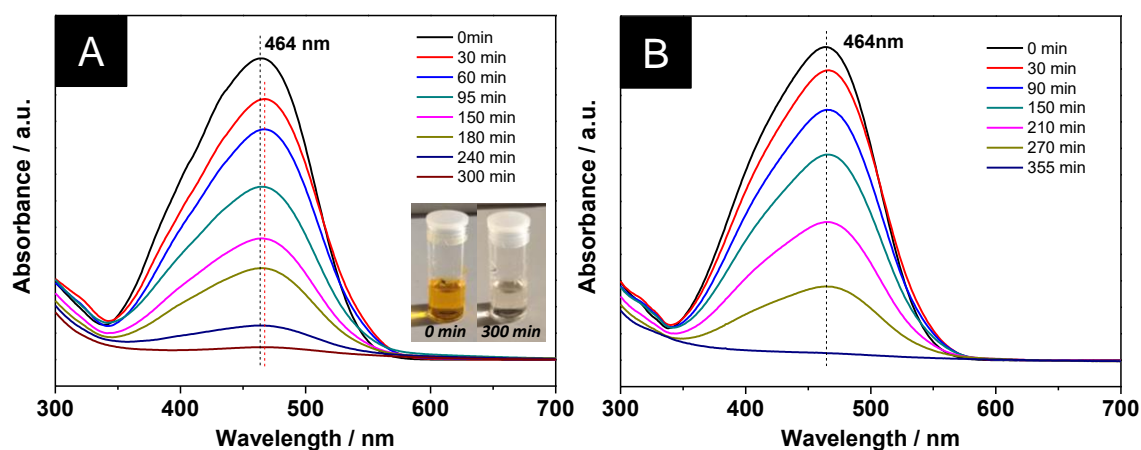 A
464 nm
0min
30 min
60 min
95 min
150 min
180 min
240 min
300 min
0 min
300 min
Absorbance / a.u.
300
400
500
600
700
Wavelength / nm
B
464nm
0 min
30 min
90 min
150 min
210 min
270 min
355 min
Absorbance / a.u.
300
400
500
600
700
Wavelength / nm